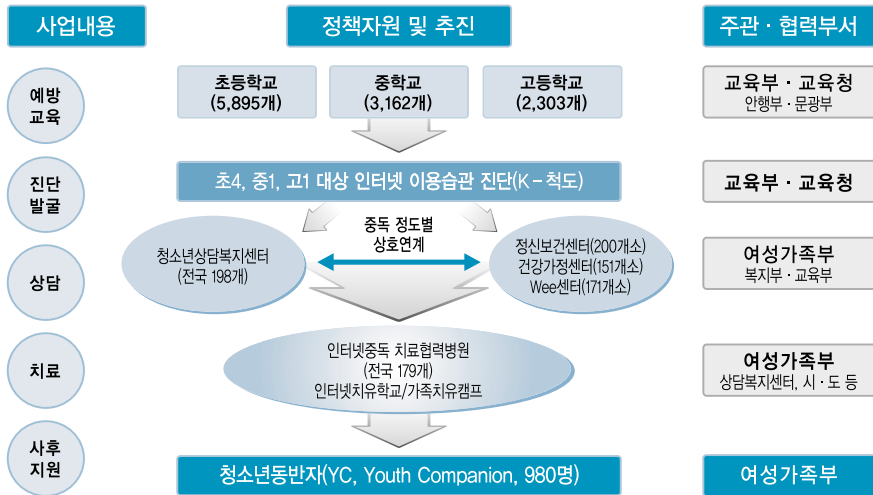 사업내용
정책자원 및 추진
주관 · 협력부서
예방
교육
초등학교
(5,895개)
중학교
(3,162개)
고등학교
(2,303개)
교육부 · 교육청
안행부 · 문광부
진단
발굴
초4, 중1, 고1 대상 인터넷 이용습관 진단(K-척도)
교육부 · 교육청
상담
청소년상담복지센터
(전국 198개)
중독 정도별
상호연계
정신보건센터(200개소)
건강가정센터(151개소)
Wee센터(171개소)
여성가족부
복지부 · 교육부
치료
인터넷중독 치료협력병원
(전국 179개)
인터넷치유학교/가족치유캠프
여성가족부
상담복지센터, 시 · 도 등
사후
지원
청소년동반자(YC, Youth Companion, 980명)
여성가족부